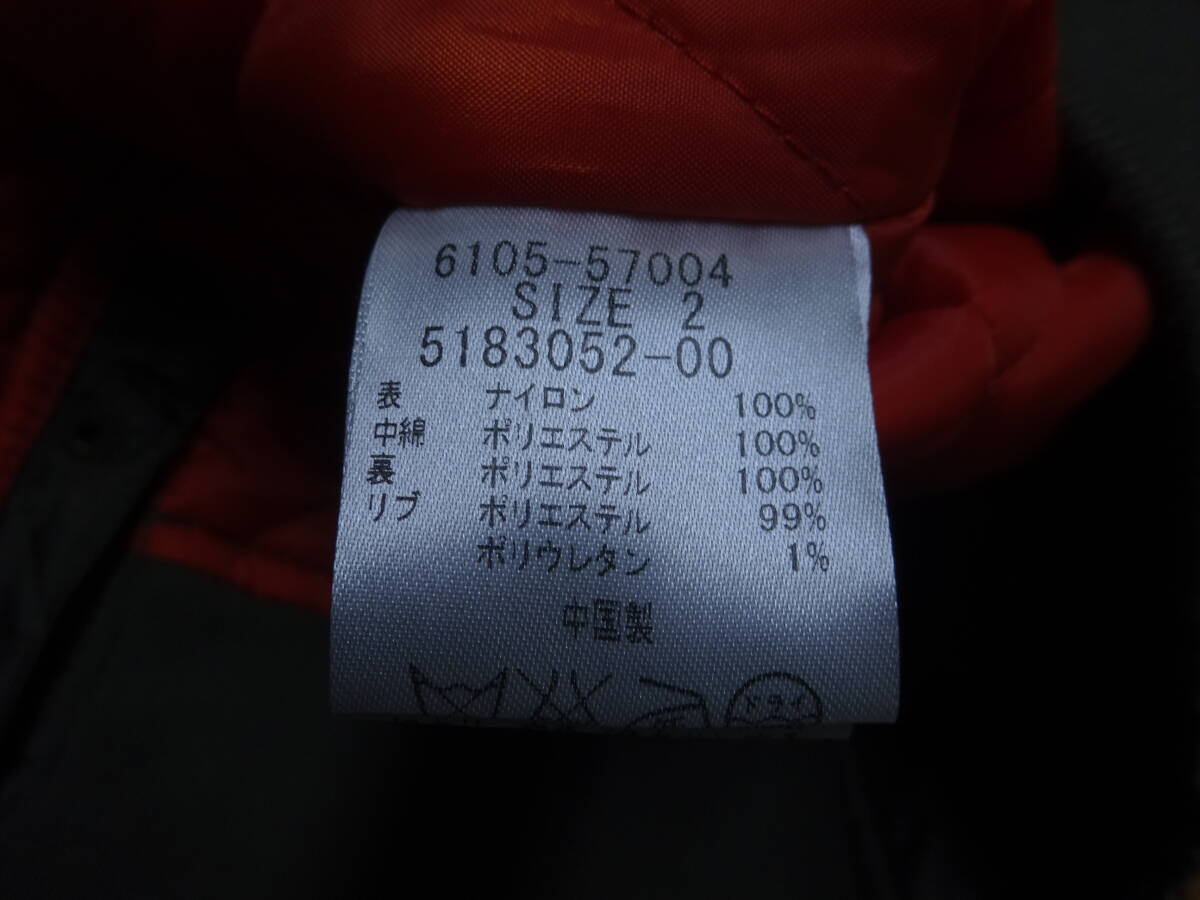 6105-57004
SIZE 2
5183052-00
表 ナイロン 100%
中綿 ポリエステル 100%
裏 ポリエステル 100%
リブ ポリエステル 99%
ポリウレタン 1%
中国製
ドライ